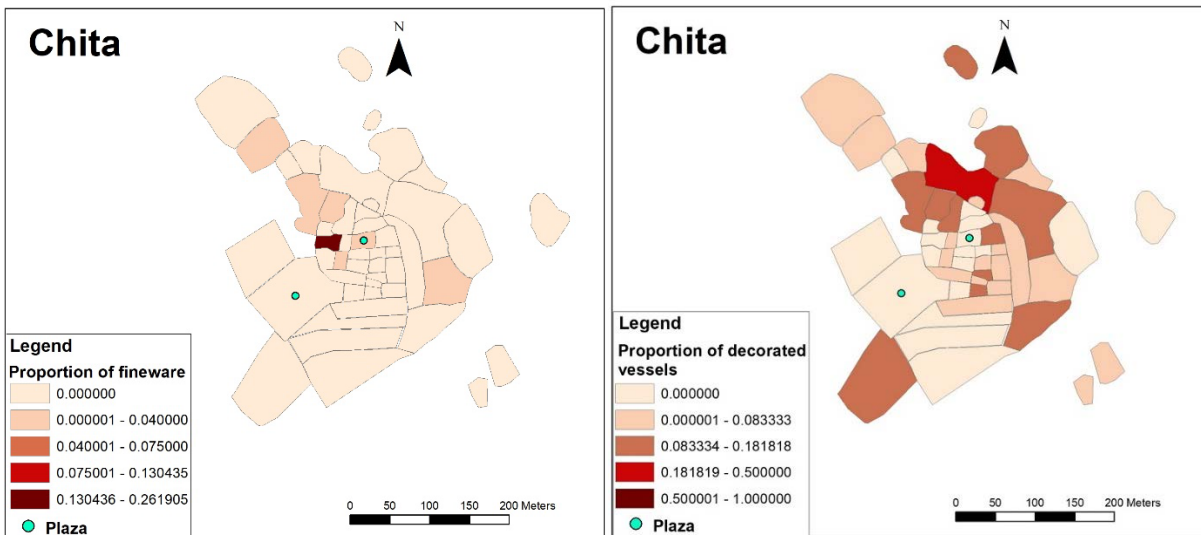 Chita
N
Legend
Proportion of fineware
0.000000
0.000001 - 0.040000
0.040001 - 0.075000
0.075001 - 0.130435
0.130436 - 0.261905
Plaza
0 50 100 150 200 Meters
Chita
N
Legend
Proportion of decorated
vessels
0.000000
0.000001 - 0.083333
0.083334 - 0.181818
0.181819 - 0.500000
0.500001 - 1.000000
Plaza
0 50 100 150 200 Meters